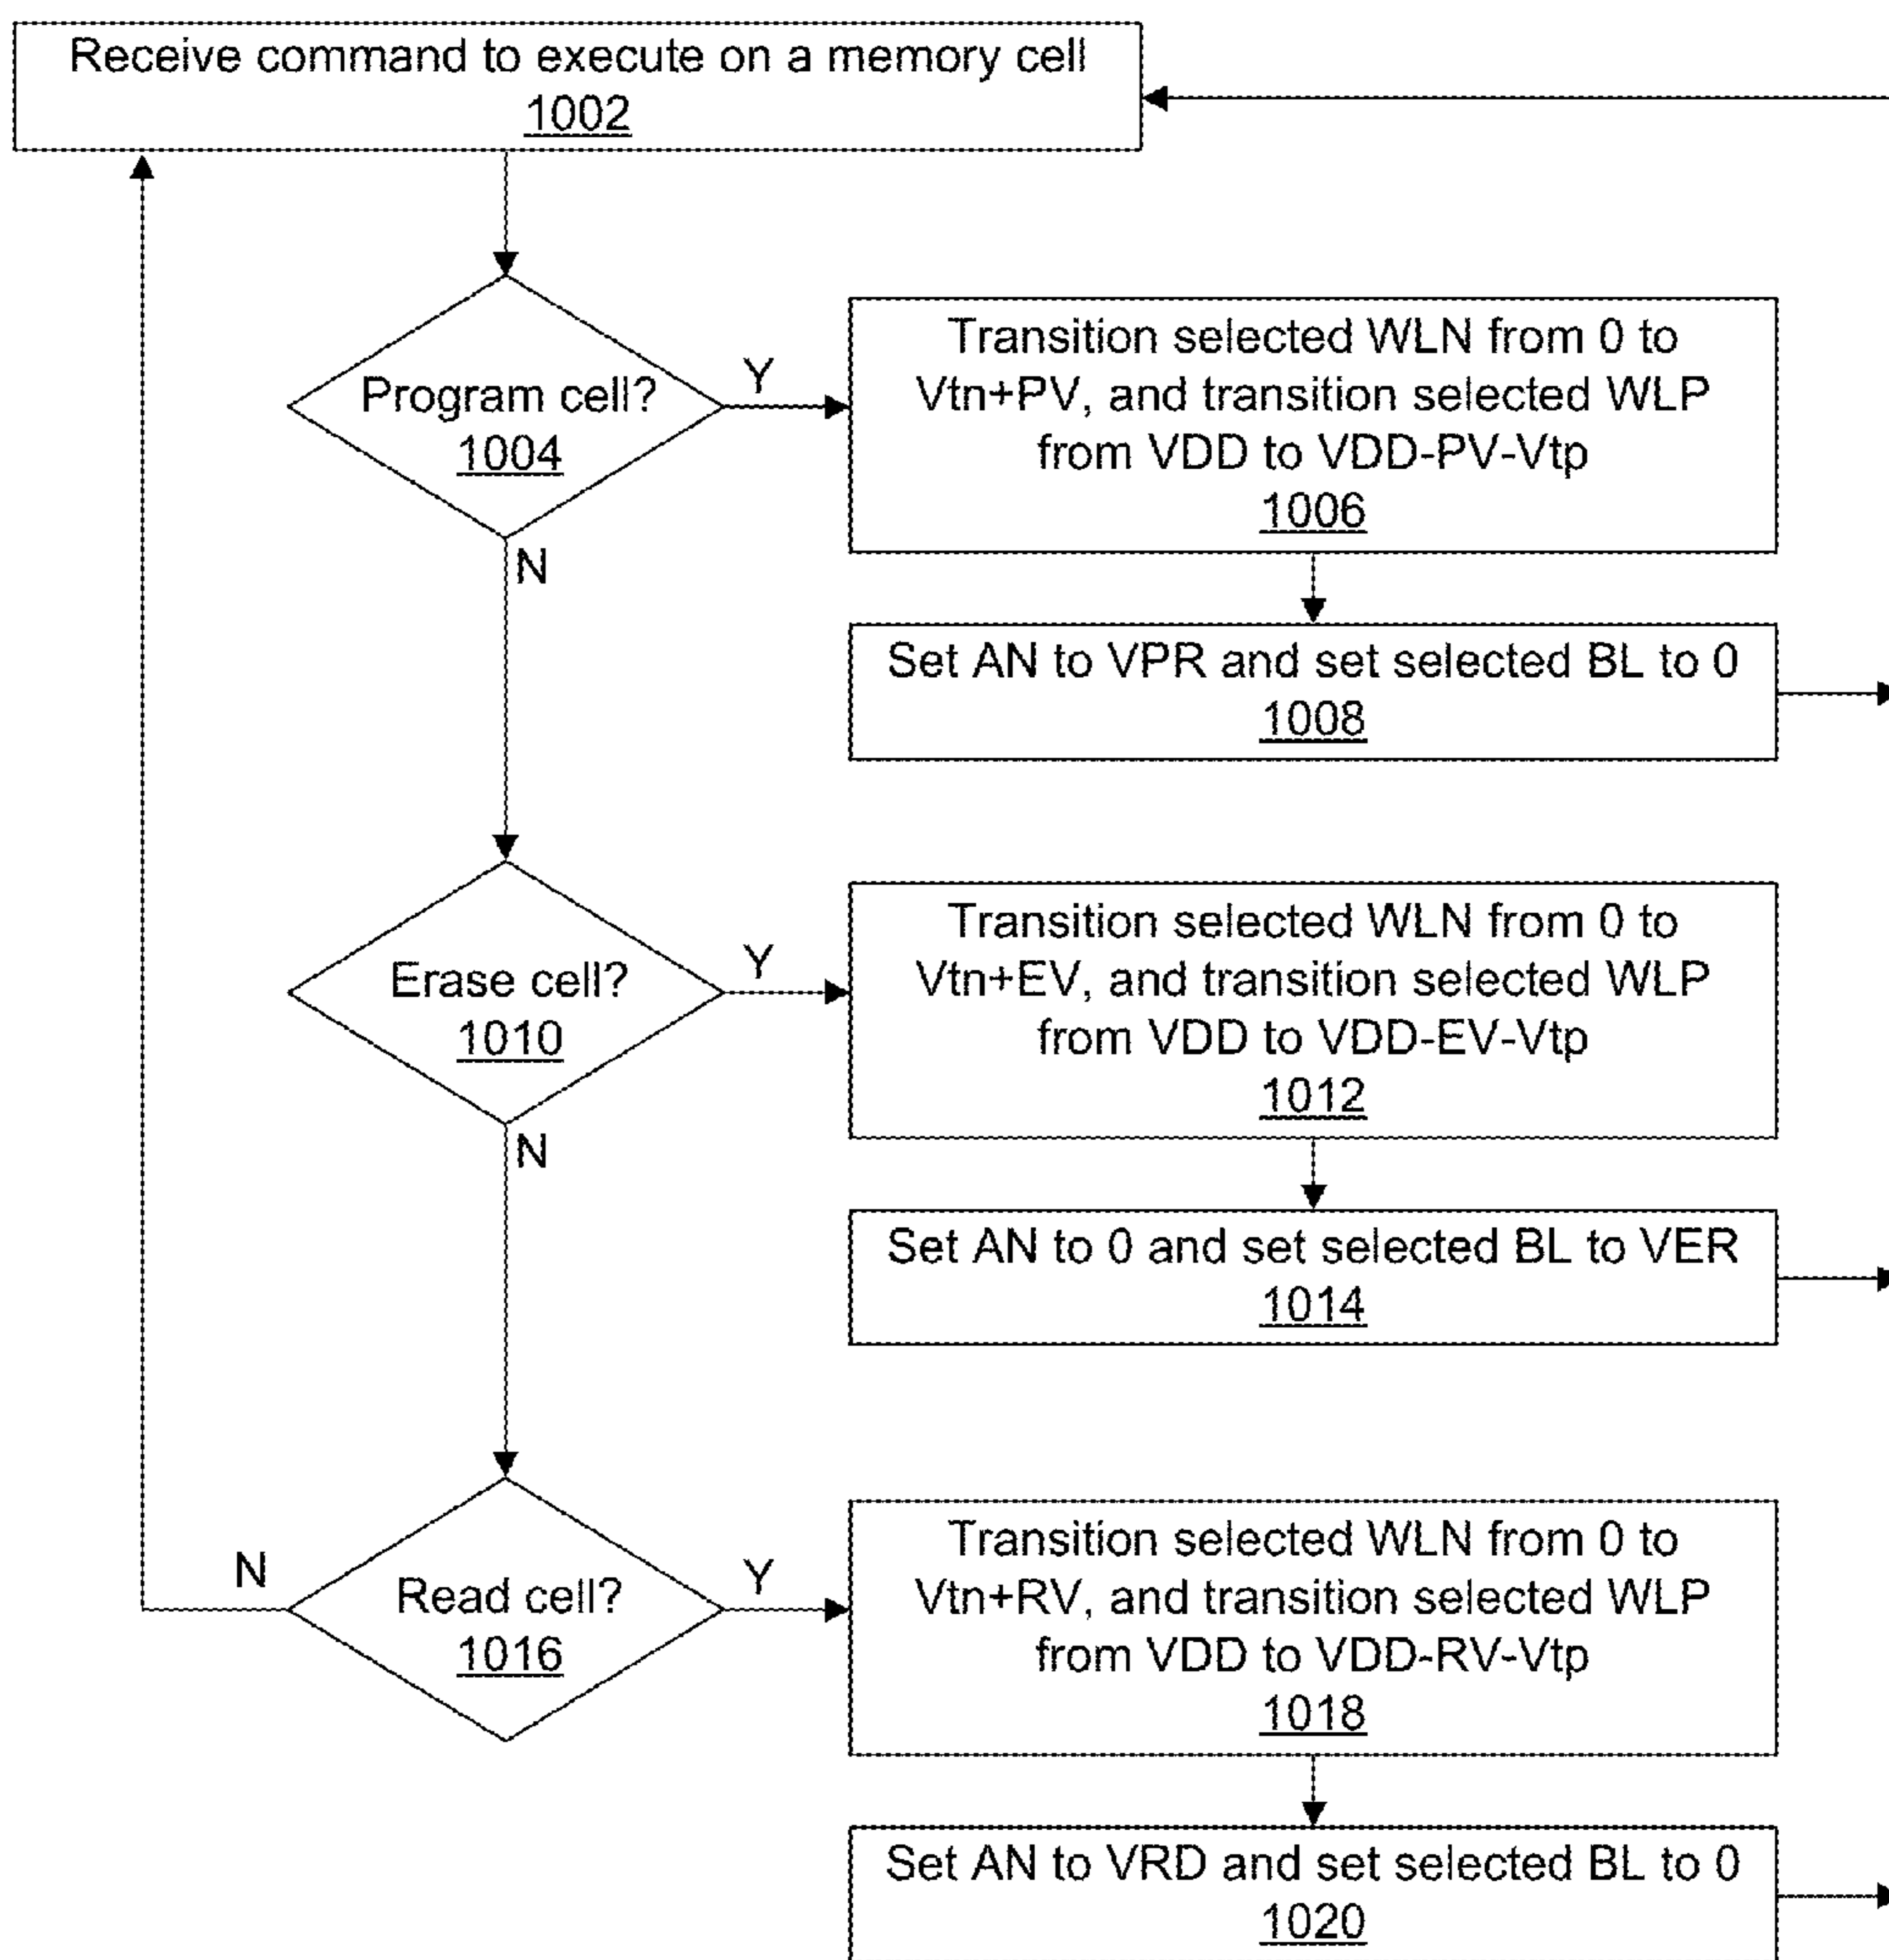 Receive command to execute on a memory cell
1002
Program cell?
1004
Y
N
Transition selected WLN from 0 to
Vtn+PV, and transition selected WLP
from VDD to VDD-PV-Vtp
1006
Set AN to VPR and set selected BL to 0
1008
Erase cell?
1010
Y
N
Transition selected WLN from 0 to
Vtn+EV, and transition selected WLP
from VDD to VDD-EV-Vtp
1012
Set AN to 0 and set selected BL to VER
1014
N
Read cell?
1016
Y
Transition selected WLN from 0 to
Vtn+RV, and transition selected WLP
from VDD to VDD-RV-Vtp
1018
Set AN to VRD and set selected BL to 0
1020